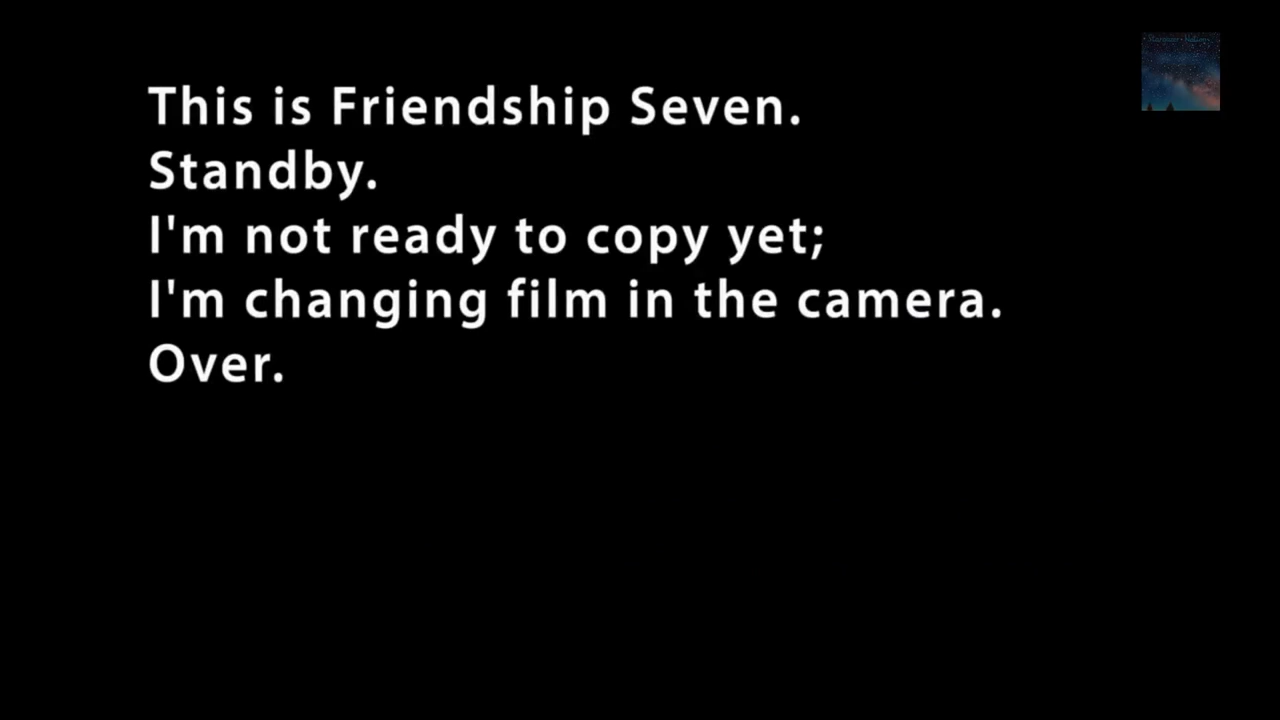 This is Friendship Seven.
Standby.
I'm not ready to copy yet;
I'm changing film in the camera.
Over.